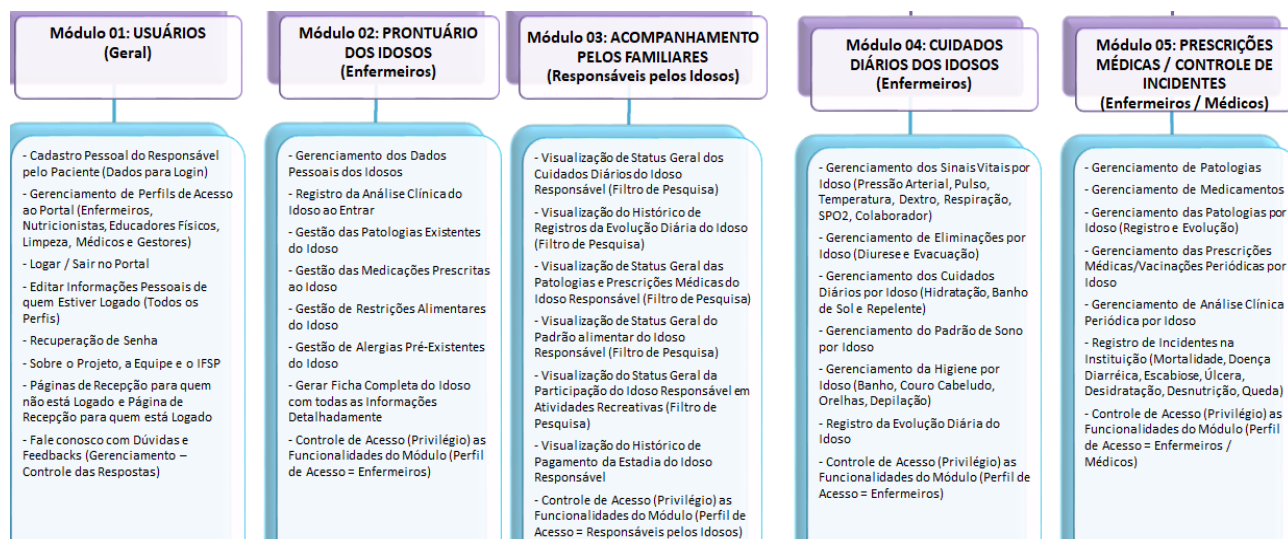 Módulo 01: USUÁRIOS
(Geral)
- Cadastro Pessoal do Responsável
pelo Paciente (Dados para Login)
- Gerenciamento de Perfils de Acesso
ao Portal (Enfermeiros,
Nutricionistas, Educadores Físicos,
Limpeza, Médicos e Gestores)
- Logar / Sair no Portal
- Editar Informações Pessoais de
quem Estiver Logado (Todos os
Perfis)
- Recuperação de Senha
- Sobre o Projeto, a Equipe e o IFSP
- Páginas de Recepção para quem
não está Logado e Página de
Recepção para quem está Logado
- Fale conosco com Dúvidas e
Feedbacks (Gerenciamento –
Controle das Respostas)
Módulo 02: PRONTUÁRIO
DOS IDOSOS
(Enfermeiros)
- Gerenciamento dos Dados
Pessoais dos Idosos
- Registro da Análise Clínica do
Idoso ao Entrar
- Gestão das Patologias Existentes
do Idoso
- Gestão das Medicações Prescritas
ao Idoso
- Gestão de Restrições Alimentares
do Idoso
- Gestão de Alergias Pré-Existentes
do Idoso
- Gerar Ficha Completa do Idoso
com todas as Informações
Detalhadamente
- Controle de Acesso (Privilégio) as
Funcionalidades do Módulo (Perfil
de Acesso = Enfermeiros)
Módulo 03: ACOMPANHAMENTO
PELOS FAMILIARES
(Responsáveis pelos Idosos)
- Visualização de Status Geral dos
Cuidados Diários do Idoso
Responsável (Filtro de Pesquisa)
- Visualização do Histórico de
Registros da Evolução Diária do Idoso
(Filtro de Pesquisa)
- Visualização de Status Geral das
Patologias e Prescrições Médicas do
Idoso Responsável (Filtro de Pesquisa)
- Visualização de Status Geral do
Padrão alimentar do Idoso
Responsável (Filtro de Pesquisa)
- Visualização do Status Geral da
Participação do Idoso Responsável em
Atividades Recreativas (Filtro de
Pesquisa)
- Visualização do Histórico de
Pagamento da Estadia do Idoso
Responsável
- Controle de Acesso (Privilégio) as
Funcionalidades do Módulo (Perfil de
Acesso = Responsáveis pelos Idosos)
Módulo 04: CUIDADOS
DIÁRIOS DOS IDOSOS
(Enfermeiros)
- Gerenciamento dos Sinais Vitais por
Idoso (Pressão Arterial, Pulso,
Temperatura, Dextro, Respiração,
SPO2, Colaborador)
- Gerenciamento de Eliminações por
Idoso (Diurese e Evacuação)
- Gerenciamento dos Cuidados
Diários por Idoso (Hidratação, Banho
de Sol e Repelente)
- Gerenciamento do Padrão de Sono
por Idoso
- Gerenciamento da Higiene por
Idoso (Banho, Couro Cabeludo,
Orelhas, Depilação)
- Registro da Evolução Diária do
Idoso
- Controle de Acesso (Privilégio) as
Funcionalidades do Módulo (Perfil de
Acesso = Enfermeiros)
Módulo 05: PRESCRIÇÕES
MÉDICAS / CONTROLE DE
INCIDENTES
(Enfermeiros / Médicos)
- Gerenciamento de Patologias
- Gerenciamento de Medicamentos
- Gerenciamento das Patologias por
Idoso (Registro e Evolução)
- Gerenciamento das Prescrições
Médicas/Vacinações Periódicas por
Idoso
- Gerenciamento de Análise Clínica
Periódica por Idoso
- Registro de Incidentes na
Instituição (Mortalidade, Doença
Diarréica, Escabiose, Úlcera,
Desidratação, Desnutrição, Queda)
- Controle de Acesso (Privilégio) as
Funcionalidades do Módulo (Perfil
de Acesso = Enfermeiros /
Médicos)